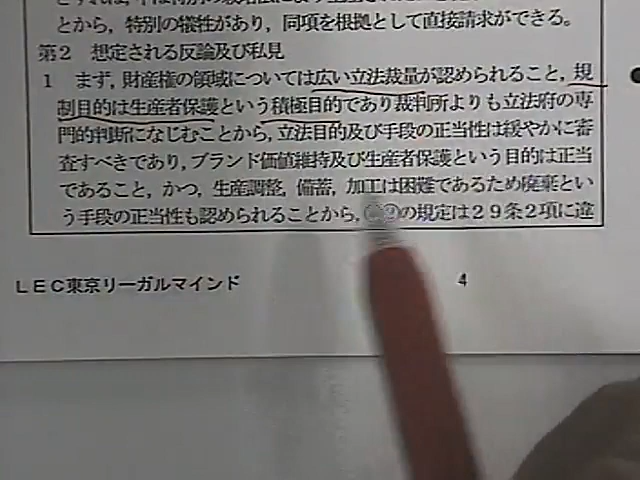 とから，特別の犠牲があり，同項を根拠として直接請求ができる。
第２　想定される反論及び私見
１　まず，財産権の領域については広い立法裁量が認められること，規
制目的は生産者保護という積極目的であり裁判所よりも立法府の専
門的判断になじむことから，立法目的及び手段の正当性は緩やかに審
査すべきであり，ブランド価値維持及び生産者保護という目的は正当
であること，かつ，生産調整，備蓄，加工は困難であるため廃棄とい
う手段の正当性も認められることから，の規定は２９条２項に違
ＬＥＣ東京リーガルマインド
4